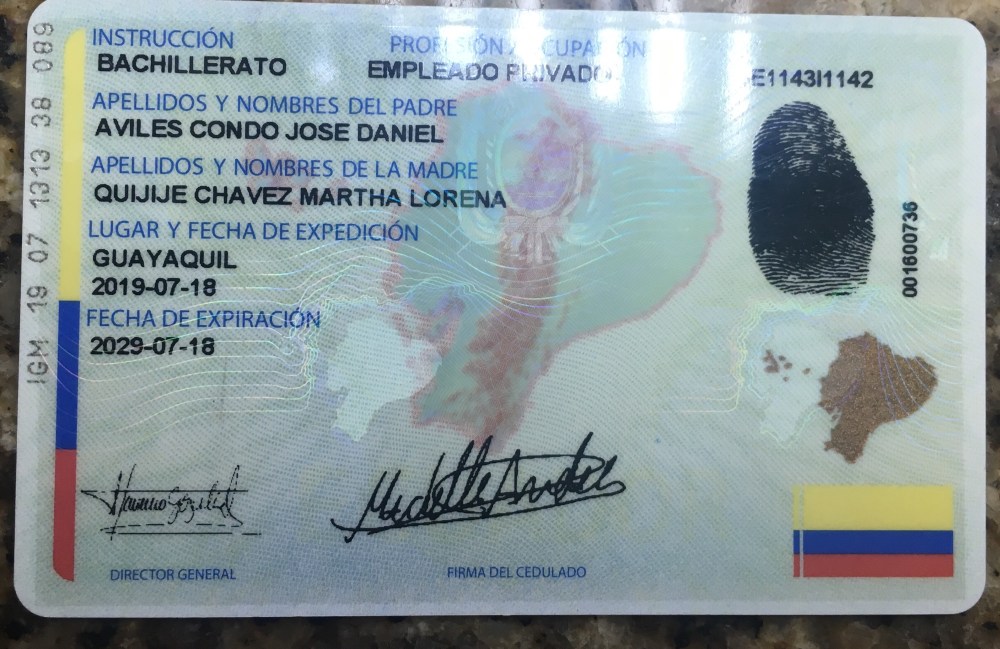 INSTRUCCIÓN
BACHILLERATO
PROFESIÓN / OCUPACIÓN
EMPLEADO PRIVADO
E1143I1142
APELLIDOS Y NOMBRES DEL PADRE
AVILES CONDO JOSE DANIEL
APELLIDOS Y NOMBRES DE LA MADRE
QUIJIJE CHAVEZ MARTHA LORENA
LUGAR Y FECHA DE EXPEDICIÓN
GUAYAQUIL
2019-07-18
FECHA DE EXPIRACIÓN
2029-07-18
IGM 19 07 1313 38 089
001600736
DIRECTOR GENERAL
FIRMA DEL CEDULADO